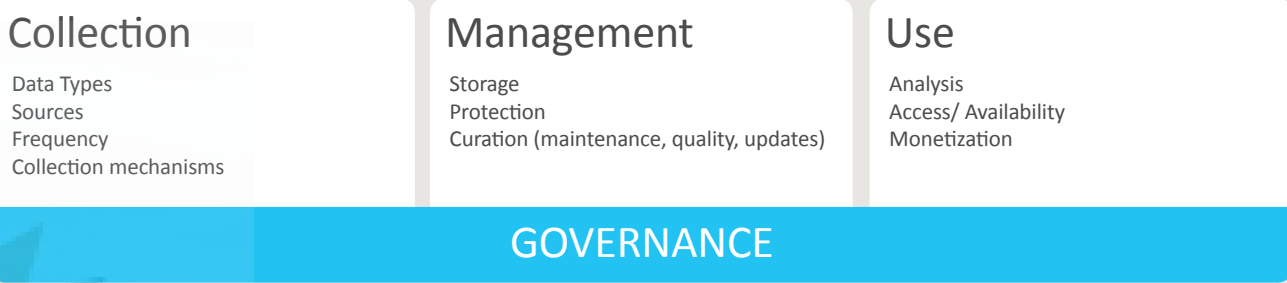 Collection
Data Types
Sources
Frequency
Collection mechanisms
Management
Storage
Protection
Curation (maintenance, quality, updates)
Use
Analysis
Access/ Availability
Monetization
GOVERNANCE